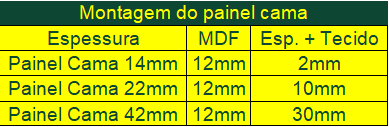 Montagem do painel cama
Espessura MDF Esp. + Tecido
Painel Cama 14mm 12mm 2mm
Painel Cama 22mm 12mm 10mm
Painel Cama 42mm 12mm 30mm